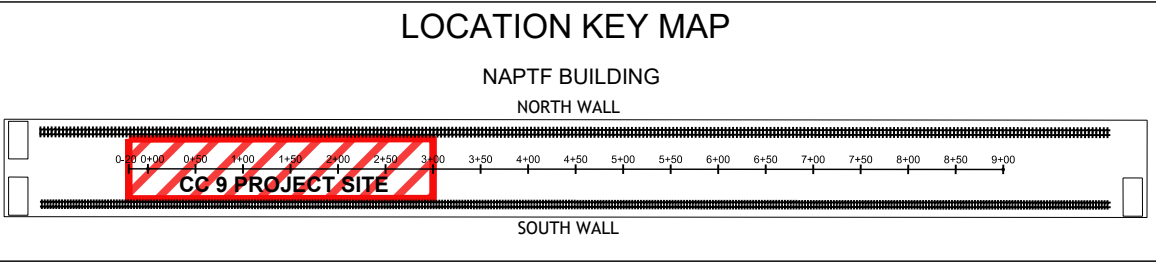 LOCATION KEY MAP
NAPTF BUILDING
NORTH WALL
0-20 0+00 0+50 1+00 1+50 2+00 2+50 3+00 3+50 4+00 4+50 5+00 5+50 6+00 6+50 7+00 7+50 8+00 8+50 9+00
CC 9 PROJECT SITE
SOUTH WALL